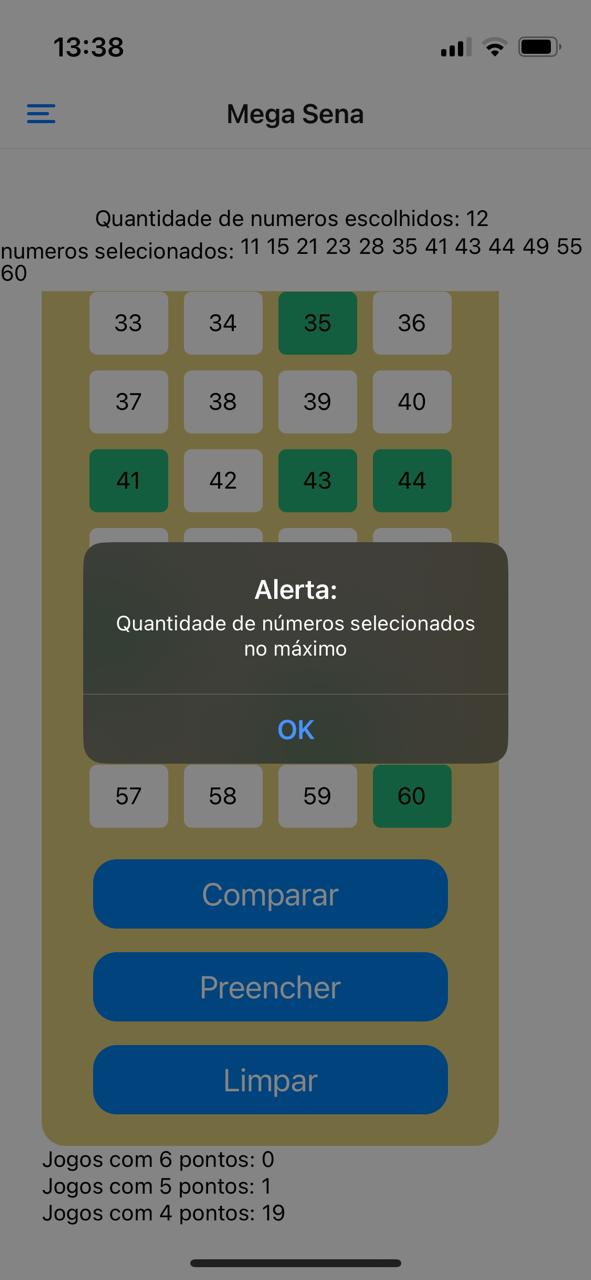 13:38
Mega Sena
Quantidade de numeros escolhidos: 12
numeros selecionados: 11 15 21 23 28 35 41 43 44 49 55
60
33 34 35 36
37 38 39 40
41 42 43 44
Alerta:
Quantidade de números selecionados
no máximo
OK
57 58 59 60
Comparar
Preencher
Limpar
Jogos com 6 pontos: 0
Jogos com 5 pontos: 1
Jogos com 4 pontos: 19